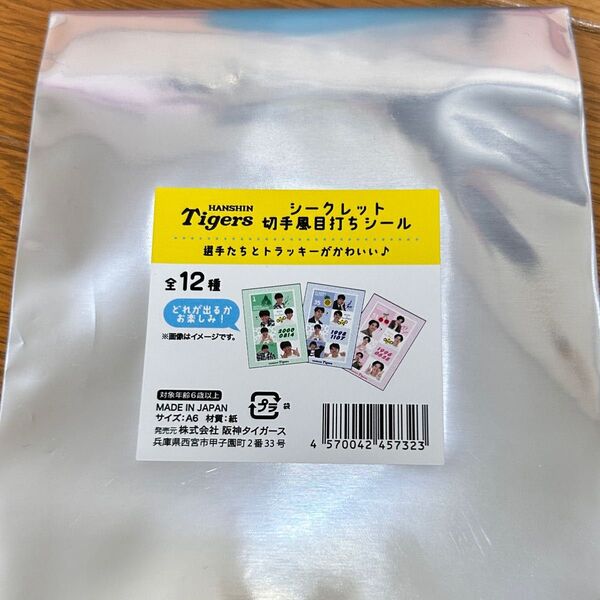 HANSHIN
Tigers
シークレット
切手風目打ちシール
選手たちとトラッキーがかわいい♪
全12種
どれが出るか
お楽しみ!
※画像はイメージです。
対象年齢6歳以上
MADE IN JAPAN
サイズ:A6 材質:紙
発売元 株式会社 阪神タイガース
兵庫県西宮市甲子園町2番33号
プラ 袋
4 570042 457323